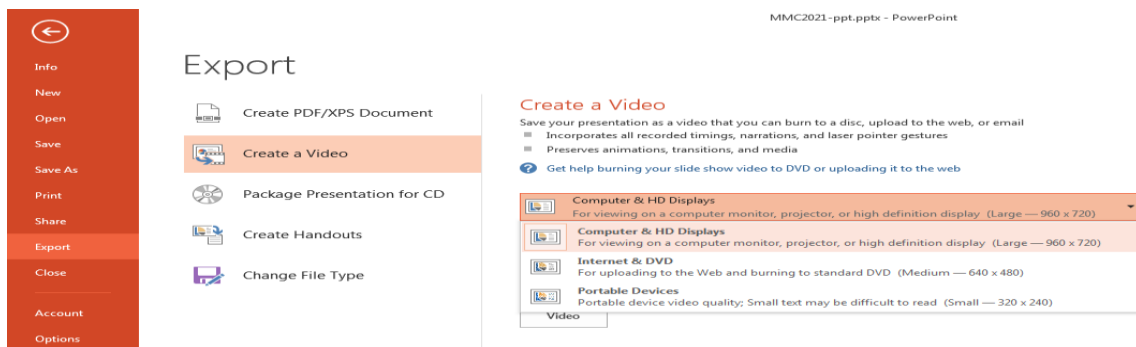 MMC2021-ppt.pptx - PowerPoint
Info
New
Open
Save
Save As
Print
Share
Export
Close
Account
Options
Export
Create PDF/XPS Document
Create a Video
Package Presentation for CD
Create Handouts
Change File Type
Create a Video
Save your presentation as a video that you can burn to a disc, upload to the web, or email
Incorporates all recorded timings, narrations, and laser pointer gestures
Preserves animations, transitions, and media
Get help burning your slide show video to DVD or uploading it to the web
Computer & HD Displays
For viewing on a computer monitor, projector, or high definition display (Large — 960 x 720)
Computer & HD Displays
For viewing on a computer monitor, projector, or high definition display (Large — 960 x 720)
Internet & DVD
For uploading to the Web and burning to standard DVD (Medium — 640 x 480)
Portable Devices
Portable device video quality; Small text may be difficult to read (Small — 320 x 240)
Video